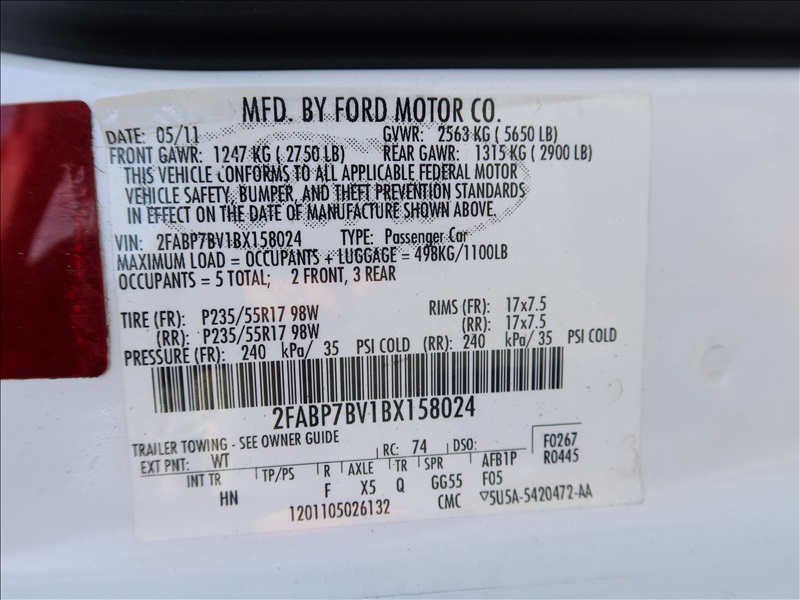 MFD. BY FORD MOTOR CO.
DATE: 05/11 GVWR: 2563 KG ( 5650 LB)
FRONT GAWR: 1247 KG ( 2750 LB) REAR GAWR: 1315 KG ( 2900 LB)
THIS VEHICLE CONFORMS TO ALL APPLICABLE FEDERAL MOTOR
VEHICLE SAFETY, BUMPER, AND THEFT PREVENTION STANDARDS
IN EFFECT ON THE DATE OF MANUFACTURE SHOWN ABOVE.
VIN: 2FABP7BV1BX158024 TYPE: Passenger Car
MAXIMUM LOAD = OCCUPANTS + LUGGAGE = 498KG/1100LB
OCCUPANTS = 5 TOTAL; 2 FRONT, 3 REAR
TIRE (FR): P235/55R17 98W RIMS (FR): 17x7.5
(RR): P235/55R17 98W (RR): 17x7.5
PRESSURE (FR): 240 kPa/ 35 PSI COLD (RR): 240 kPa/ 35 PSI COLD
2FABP7BV1BX158024
TRAILER TOWING - SEE OWNER GUIDE
EXT PNT: WT RC: 74 DSO: F0267
INT TR TP/PS R AXLE TR SPR AFB1P R0445
HN F X5 Q GG55 F05
1201105026132 CMC ▽5U5A-5420472-AA